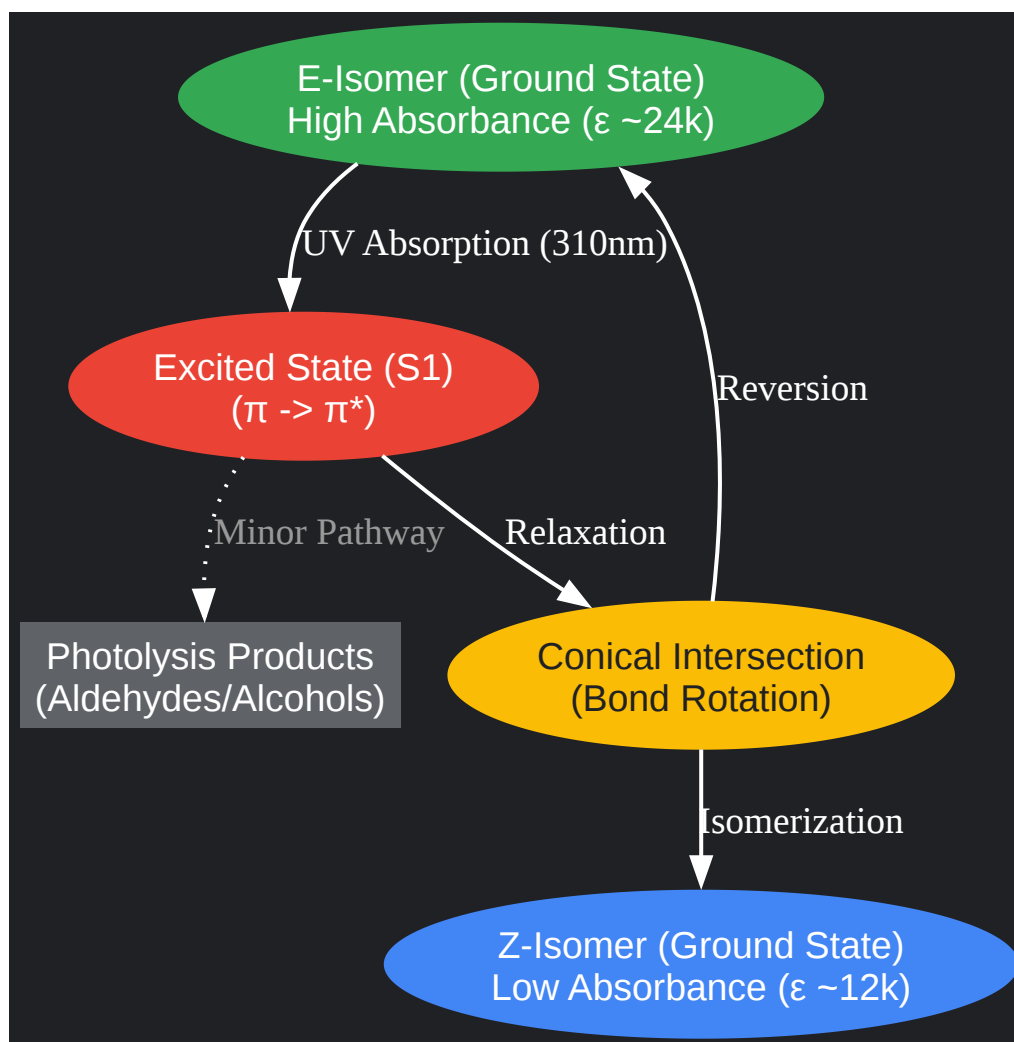 E-Isomer (Ground State)
High Absorbance (ε ~24k)
UV Absorption (310nm)
Excited State (S1)
(π -> π*)
Reversion
Minor Pathway
Relaxation
Photolysis Products
(Aldehydes/Alcohols)
Conical Intersection
(Bond Rotation)
Isomerization
Z-Isomer (Ground State)
Low Absorbance (ε ~12k)